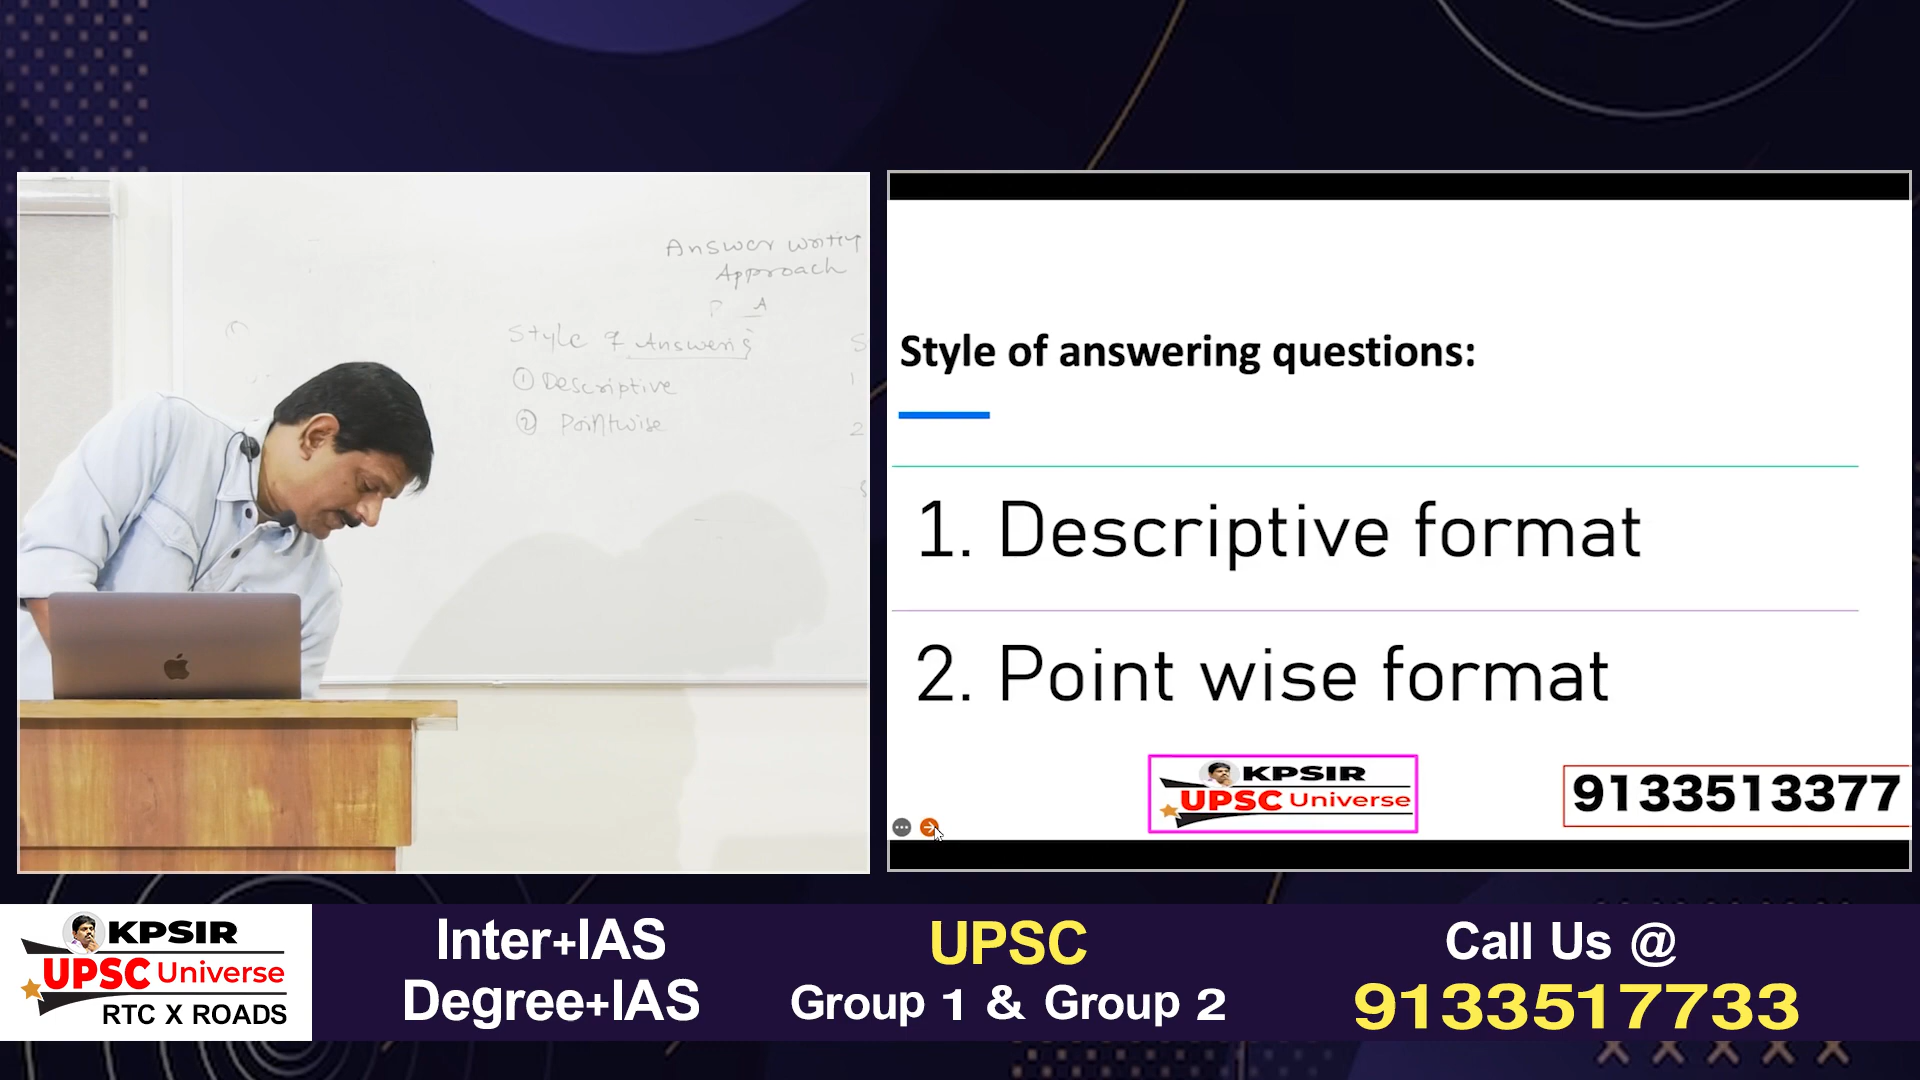 Answer writing
Approach
P A
Style of Answering
① Descriptive
② Pointwise
Style of answering questions:
1. Descriptive format
2. Point wise format
KPSIR
UPSC Universe
9133513377
KPSIR
UPSC Universe
RTC X ROADS
Inter+IAS
Degree+IAS
UPSC
Group 1 & Group 2
Call Us @
9133517733